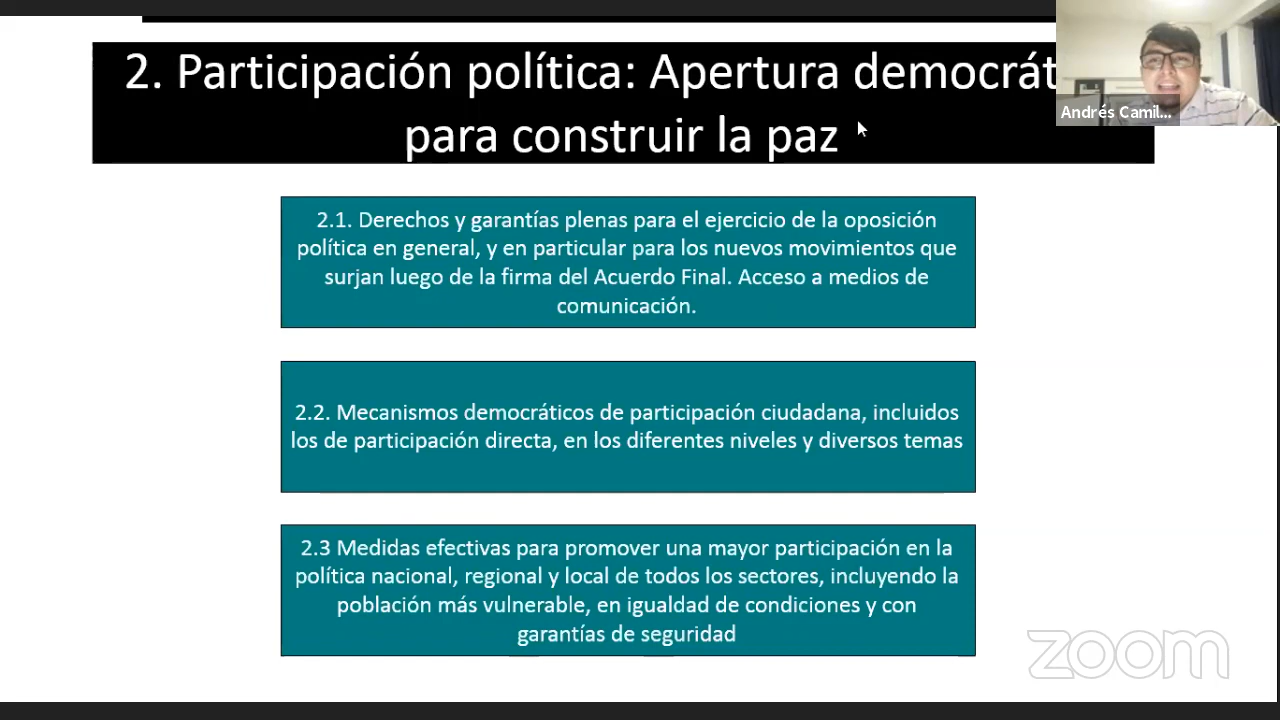 2. Participación política: Apertura democrát
para construir la paz
Andrés Camil...
2.1. Derechos y garantías plenas para el ejercicio de la oposición
política en general, y en particular para los nuevos movimientos que
surjan luego de la firma del Acuerdo Final. Acceso a medios de
comunicación.
2.2. Mecanismos democráticos de participación ciudadana, incluidos
los de participación directa, en los diferentes niveles y diversos temas
2.3 Medidas efectivas para promover una mayor participación en la
política nacional, regional y local de todos los sectores, incluyendo la
población más vulnerable, en igualdad de condiciones y con
garantías de seguridad
zoom